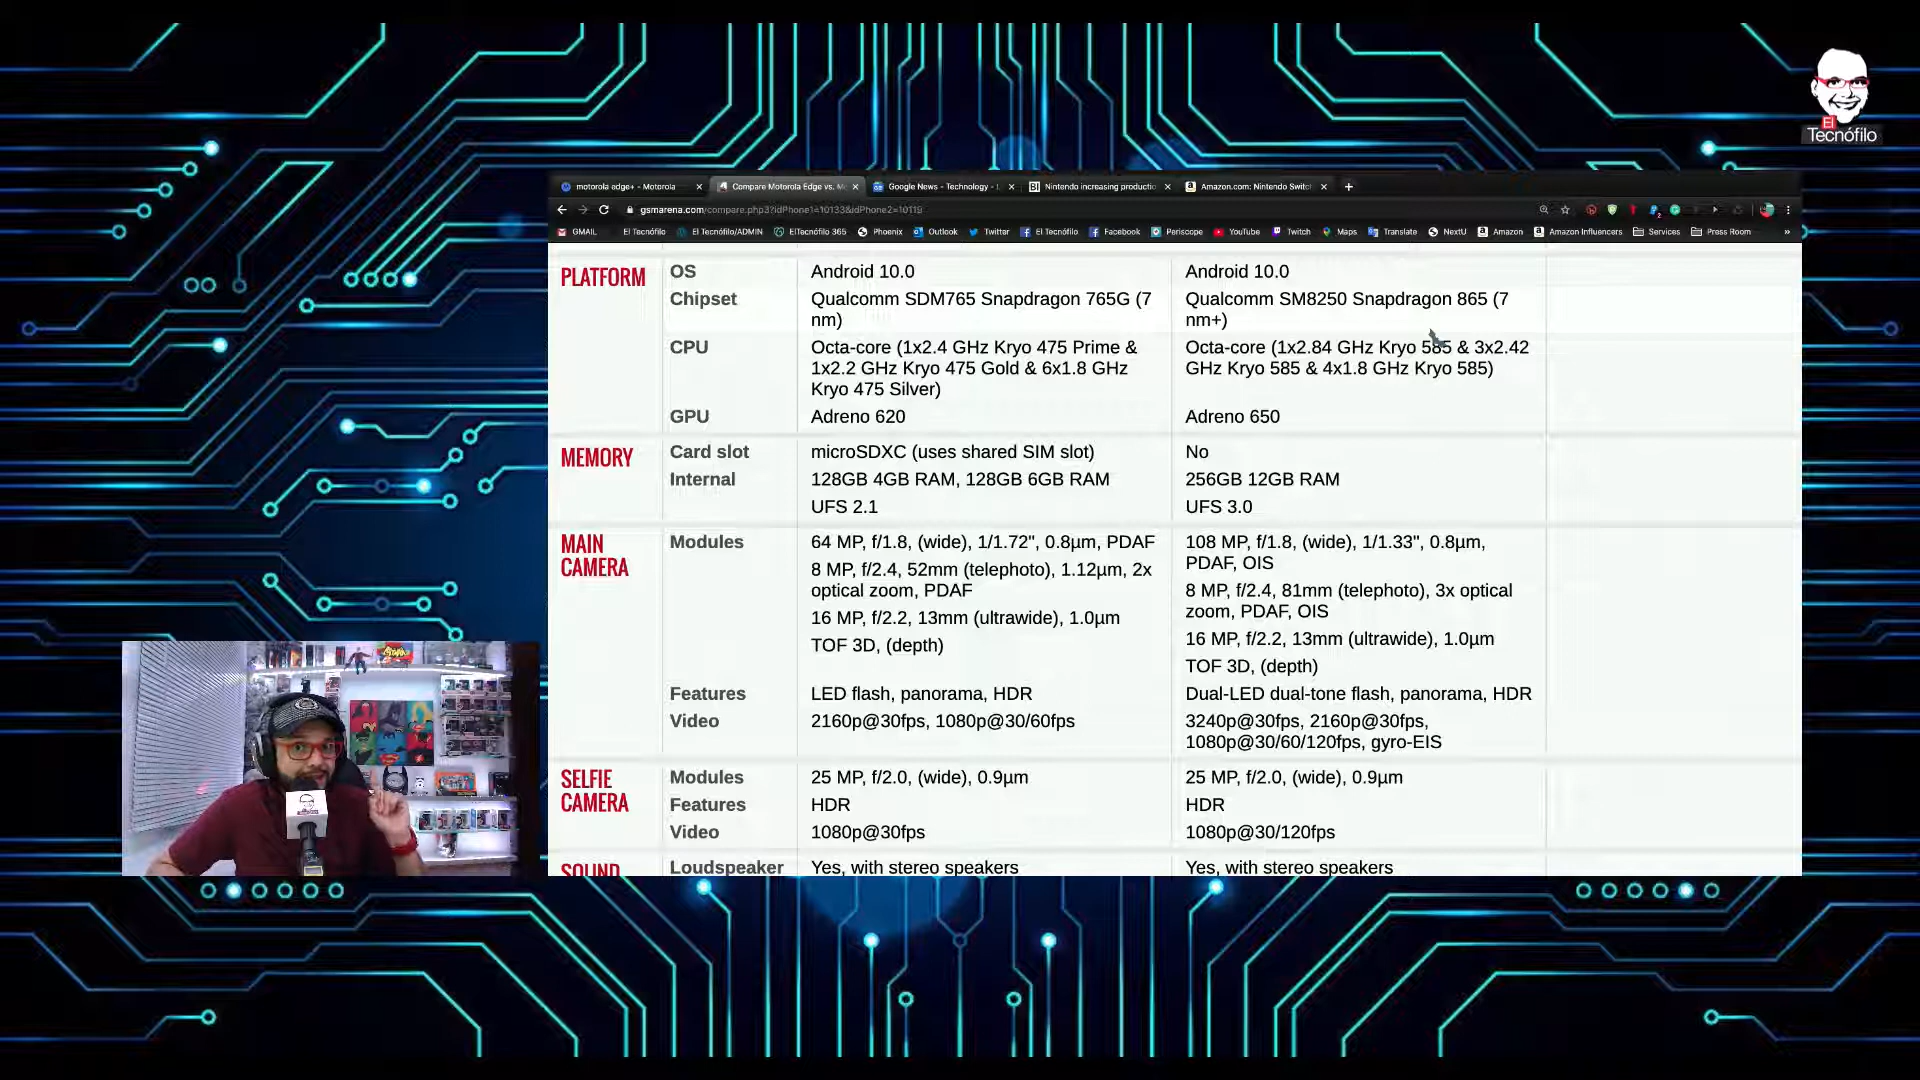 El
Tecnófilo
motorola edge+ - Motorola
Compare Motorola Edge vs. Mo
Google News - Technology - L
Nintendo increasing productio
Amazon.com: Nintendo Switch
gsmarena.com/compare.php3?idPhone1=10133&idPhone2=10119
GMAIL El Tecnófilo El Tecnófilo/ADMIN ElTecnófilo 365 Phoenix Outlook Twitter El Tecnófilo Facebook Periscope YouTube Twitch Maps Translate NextU Amazon Amazon Influencers Services Press Room »
PLATFORM
OS Android 10.0 Android 10.0
Chipset Qualcomm SDM765 Snapdragon 765G (7 Qualcomm SM8250 Snapdragon 865 (7
nm) nm+)
CPU Octa-core (1x2.4 GHz Kryo 475 Prime & Octa-core (1x2.84 GHz Kryo 585 & 3x2.42
1x2.2 GHz Kryo 475 Gold & 6x1.8 GHz GHz Kryo 585 & 4x1.8 GHz Kryo 585)
Kryo 475 Silver)
GPU Adreno 620 Adreno 650
MEMORY
Card slot microSDXC (uses shared SIM slot) No
Internal 128GB 4GB RAM, 128GB 6GB RAM 256GB 12GB RAM
UFS 2.1 UFS 3.0
MAIN
CAMERA
Modules 64 MP, f/1.8, (wide), 1/1.72", 0.8µm, PDAF 108 MP, f/1.8, (wide), 1/1.33", 0.8µm,
PDAF, OIS
8 MP, f/2.4, 52mm (telephoto), 1.12µm, 2x 8 MP, f/2.4, 81mm (telephoto), 3x optical
optical zoom, PDAF zoom, PDAF, OIS
16 MP, f/2.2, 13mm (ultrawide), 1.0µm 16 MP, f/2.2, 13mm (ultrawide), 1.0µm
TOF 3D, (depth) TOF 3D, (depth)
Features LED flash, panorama, HDR Dual-LED dual-tone flash, panorama, HDR
Video 2160p@30fps, 1080p@30/60fps 3240p@30fps, 2160p@30fps,
1080p@30/60/120fps, gyro-EIS
SELFIE
CAMERA
Modules 25 MP, f/2.0, (wide), 0.9µm 25 MP, f/2.0, (wide), 0.9µm
Features HDR HDR
Video 1080p@30fps 1080p@30/120fps
SOUND
Loudspeaker Yes, with stereo speakers Yes, with stereo speakers